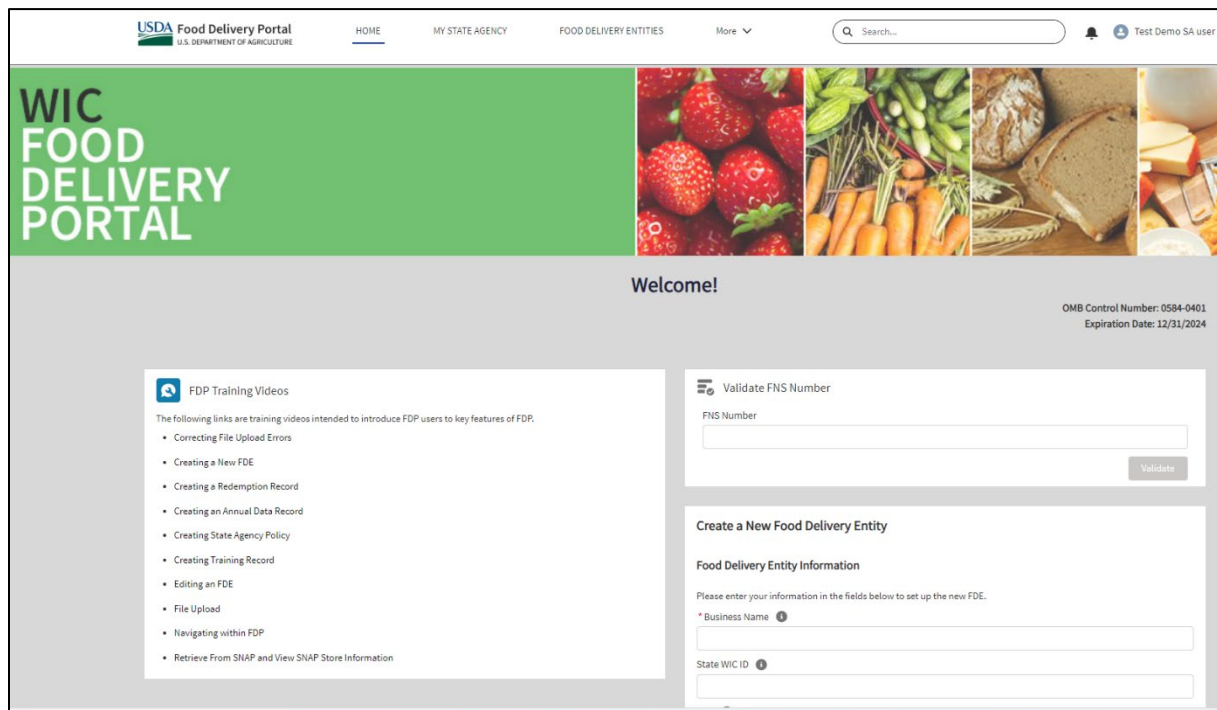 USDA Food Delivery Portal
U.S. DEPARTMENT OF AGRICULTURE
HOME
MY STATE AGENCY
FOOD DELIVERY ENTITIES
More
Search...
Test Demo SA user
WIC
FOOD
DELIVERY
PORTAL
Welcome!
OMB Control Number: 0584-0401
Expiration Date: 12/31/2024
FDP Training Videos
The following links are training videos intended to introduce FDP users to key features of FDP.
• Correcting File Upload Errors
• Creating a New FDE
• Creating a Redemption Record
• Creating an Annual Data Record
• Creating State Agency Policy
• Creating Training Record
• Editing an FDE
• File Upload
• Navigating within FDP
• Retrieve From SNAP and View SNAP Store Information
Validate FNS Number
FNS Number
Validate
Create a New Food Delivery Entity
Food Delivery Entity Information
Please enter your information in the fields below to set up the new FDE.
* Business Name
State WIC ID